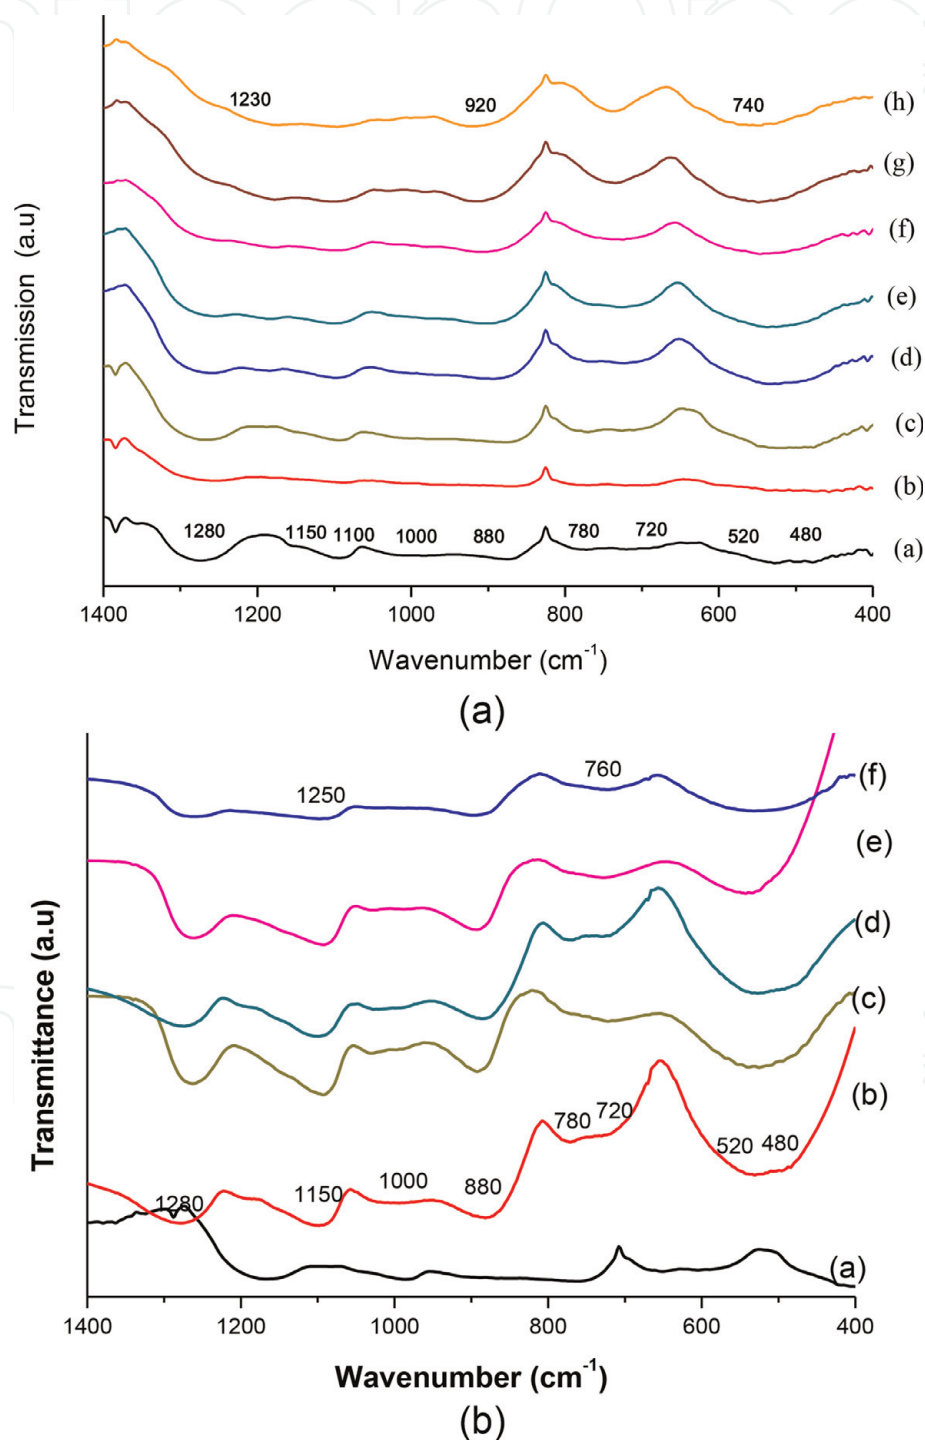 1230
920
740
(h)
(g)
(f)
(e)
(d)
(c)
(b)
1280
1150
1100
1000
880
780
720
520
480
(a)
Transmission (a.u)
1400
1200
1000
800
600
400
Wavenumber (cm-1)
(a)
1250
760
(f)
(e)
(d)
(c)
(b)
780
720
520
480
1280
1150
1000
880
(a)
Transmittance (a.u)
1400
1200
1000
800
600
400
Wavenumber (cm-1)
(b)